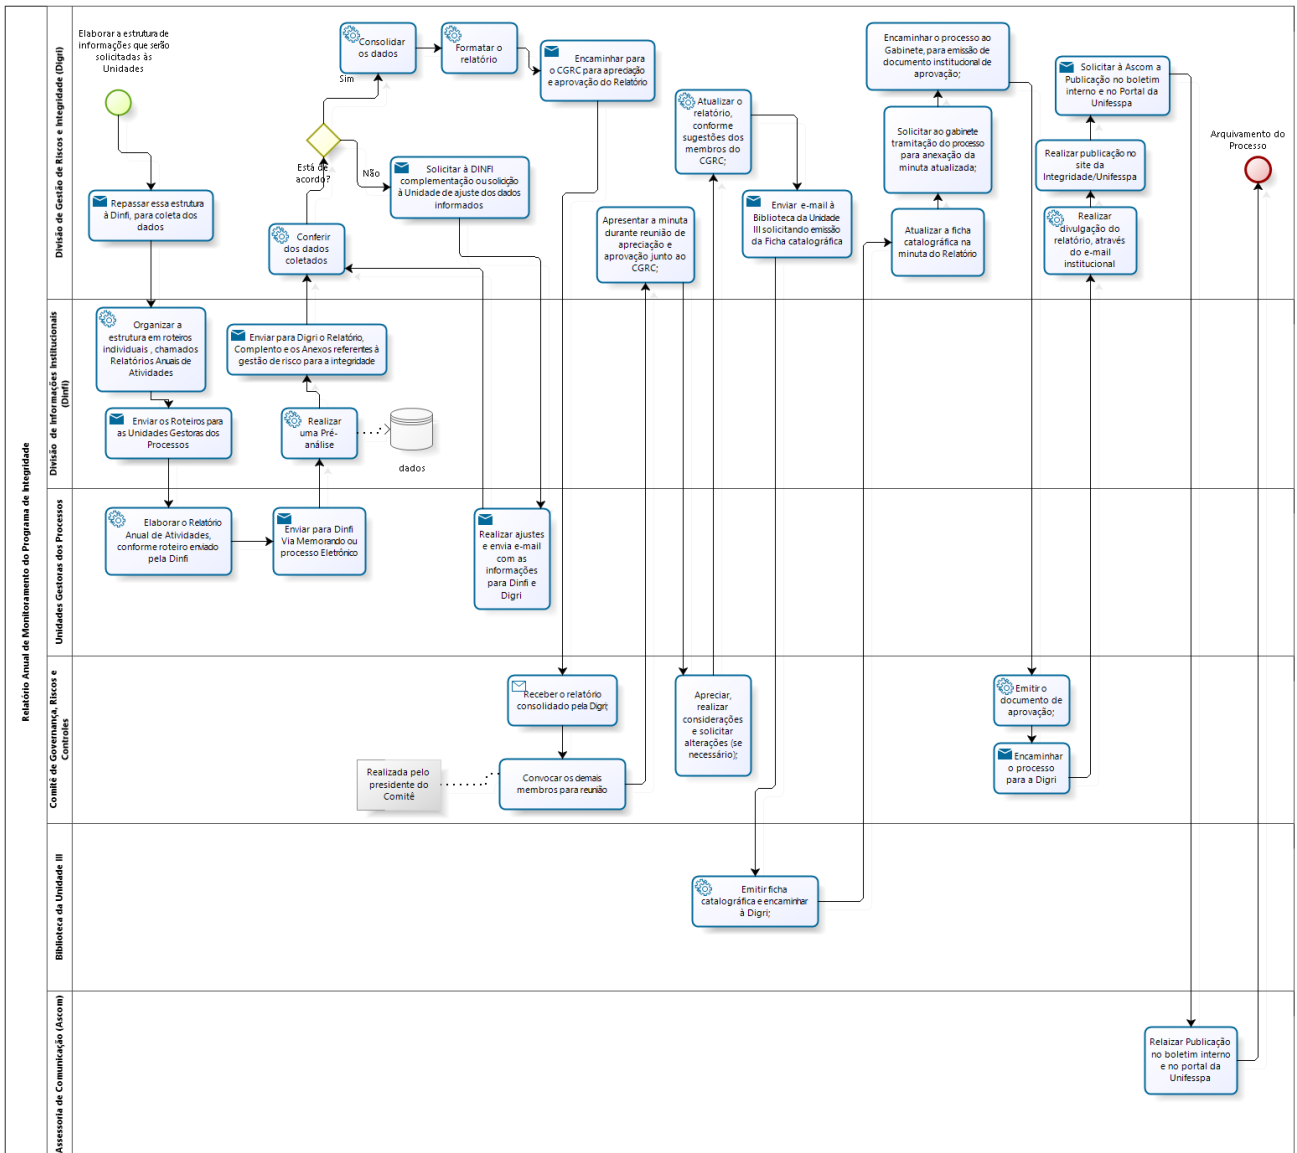 Relatório Anual de Monitoramento do Programa de Integridade
Divisão de Gestão de Riscos e Integridade (Digri)
Elaborar a estrutura de
informações que serão
solicitadas às
Unidades
Repassar essa estrutura
à Dinfi, para coleta dos
dados
Conferir
dos dados
coletados
Está de
acordo?
Sim
Não
Consolidar
os dados
Formatar o
relatório
Encaminhar para
o CGRC para apreciação
e aprovação do Relatório
Solicitar à DINFI
complementação ou solicição
à Unidade de ajuste dos dados
informados
Apresentar a minuta
durante reunião de
apreciação e
aprovação junto ao
CGRC;
Atualizar o
relatório,
conforme
sugestões dos
membros do
CGRC;
Enviar e-mail à
Biblioteca da Unidade
III solicitando emissão
da Ficha catalográfica
Encaminhar o processo ao
Gabinete, para emissão de
documento institucional de
aprovação;
Solicitar ao gabinete
tramitação do processo
para anexação da
minuta atualizada;
Atualizar a ficha
catalográfica na
minuta do Relatório
Solicitar à Ascom a
Publicação no boletim
interno e no Portal da
Unifesspa
Realizar publicação no
site da
Integridade/Unifesspa
Realizar
divulgação do
relatório, através
do e-mail
institucional
Arquivamento do
Processo
Divisão de Informações Institucionais
(Dinfi)
Organizar a
estrutura em roteiros
individuais , chamados
Relatórios Anuais de
Atividades
Enviar os Roteiros para
as Unidades Gestoras dos
Processos
Enviar para Digri o Relatório,
Complento e os Anexos referentes à
gestão de risco para a integridade
Realizar
uma Pré-
análise
dados
Unidades Gestoras dos Processos
Elaborar o Relatório
Anual de Atividades,
conforme roteiro enviado
pela Dinfi
Enviar para Dinfi
Via Memorando ou
processo Eletrônico
Realizar ajustes
e envia e-mail
com as
informações
para Dinfi e
Digri
Comitê de Governança, Riscos e
Controles
Receber o relatório
consolidado pela Digri;
Realizada pelo
presidente do
Comitê
Convocar os demais
membros para reunião
Apreciar,
realizar
considerações
e solicitar
alterações (se
necessário);
Emitir o
documento de
aprovação;
Encaminhar
o processo
para a Digri
Biblioteca da Unidade III
Emitir ficha
catalográfica e encaminhar
à Digri;
Assessoria de Comunicação (Ascom)
Relaizar Publicação
no boletim interno
e no portal da
Unifesspa